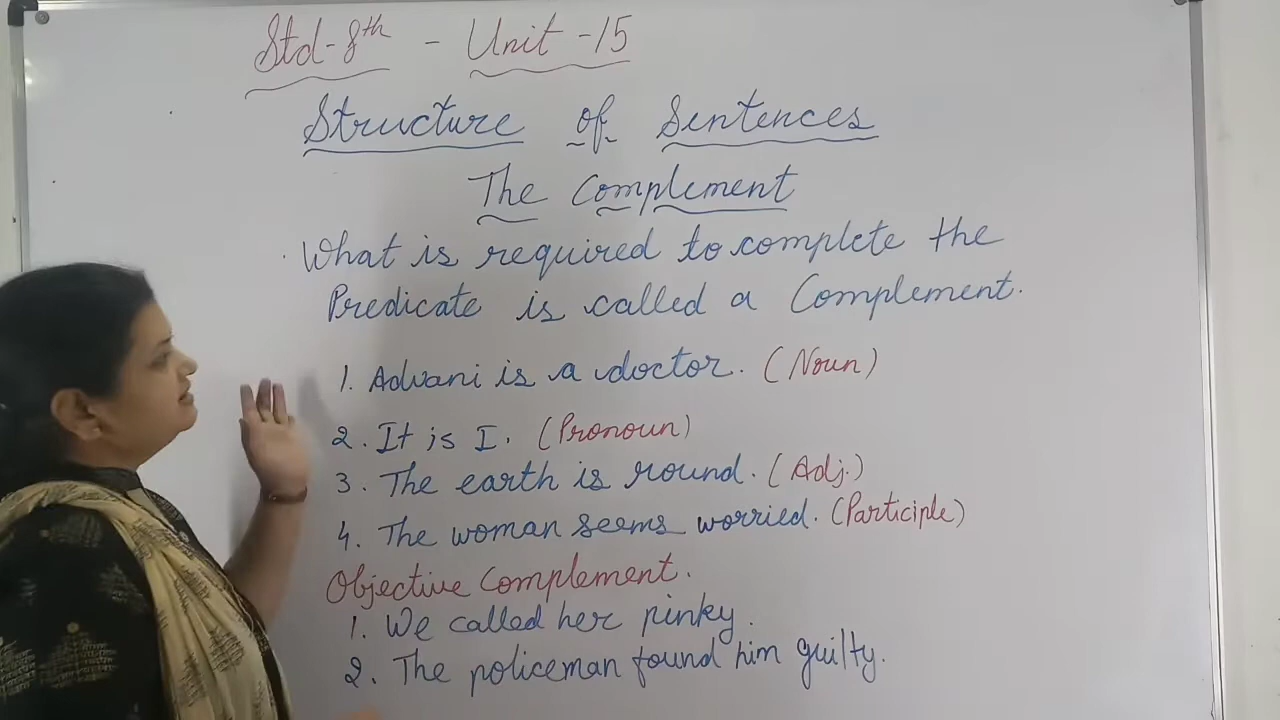 Std-8th - Unit -15
Structure of Sentences
The Complement
What is required to complete the
Predicate is called a Complement.
1. Advani is a doctor. (Noun)
2. It is I. (Pronoun)
3. The earth is round. (Adj.)
4. The woman seems worried. (Participle)
Objective Complement.
1. We called her pinky.
2. The policeman found him guilty.